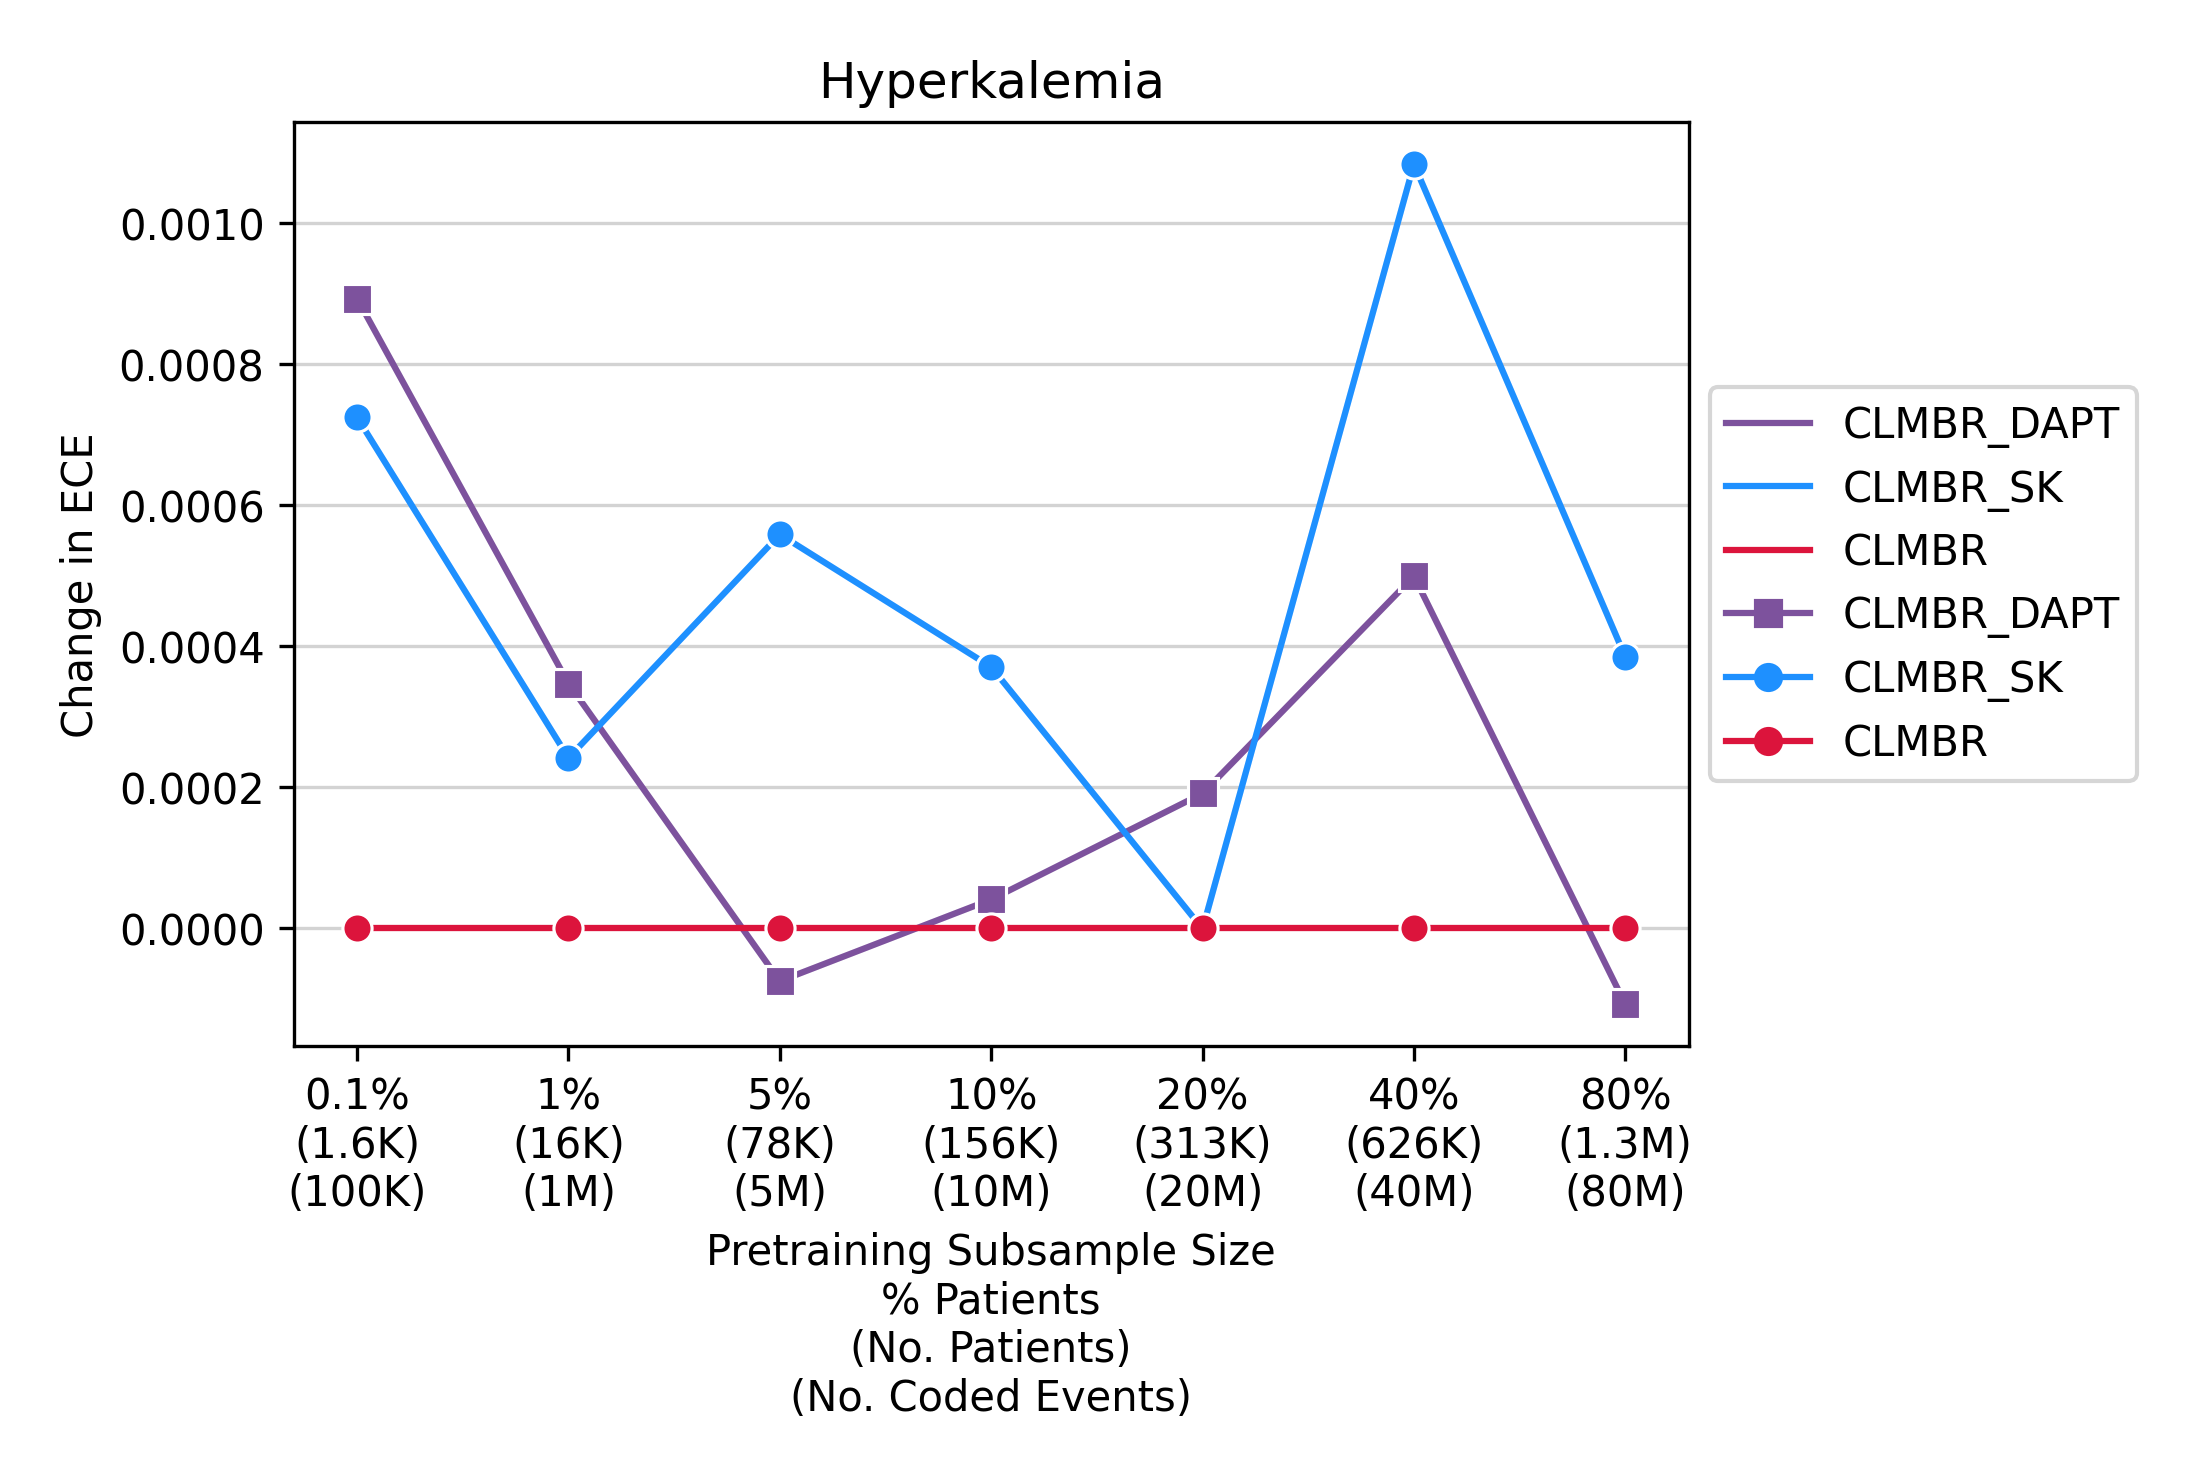 Hyperkalemia
Change in ECE
0.0010
0.0008
0.0006
0.0004
0.0002
0.0000
0.1% 1% 5% 10% 20% 40% 80%
(1.6K) (16K) (78K) (156K) (313K) (626K) (1.3M)
(100K) (1M) (5M) (10M) (20M) (40M) (80M)
Pretraining Subsample Size
% Patients
(No. Patients)
(No. Coded Events)
CLMBR_DAPT
CLMBR_SK
CLMBR
CLMBR_DAPT
CLMBR_SK
CLMBR